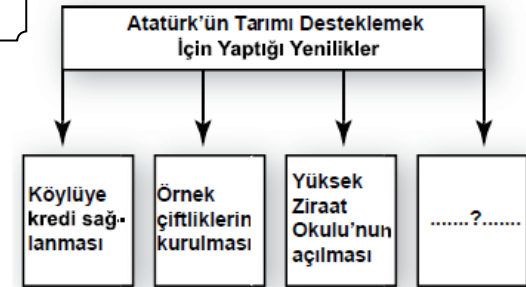 Atatürk'ün Tarımı Desteklemek
İçin Yaptığı Yenilikler
Köylüye
kredi sağ-
lanması
Örnek
çiftliklerin
kurulması
Yüksek
Ziraat
Okulu'nun
açılması
.......?.......